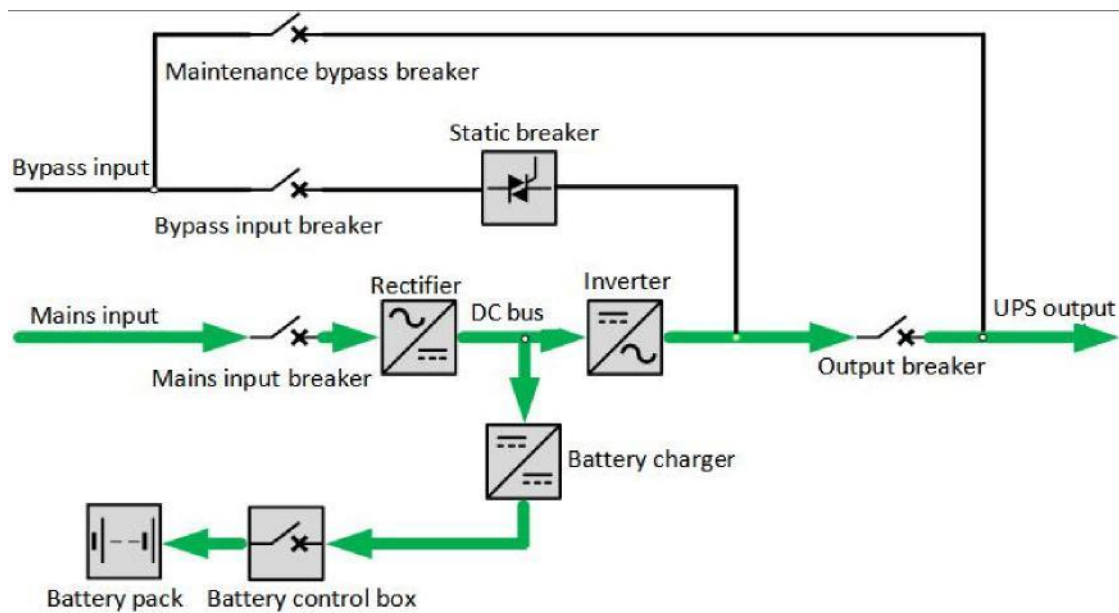 Maintenance bypass breaker
Static breaker
Bypass input
Bypass input breaker
Rectifier
Inverter
Mains input
DC bus
UPS output
Mains input breaker
Output breaker
Battery charger
Battery pack
Battery control box